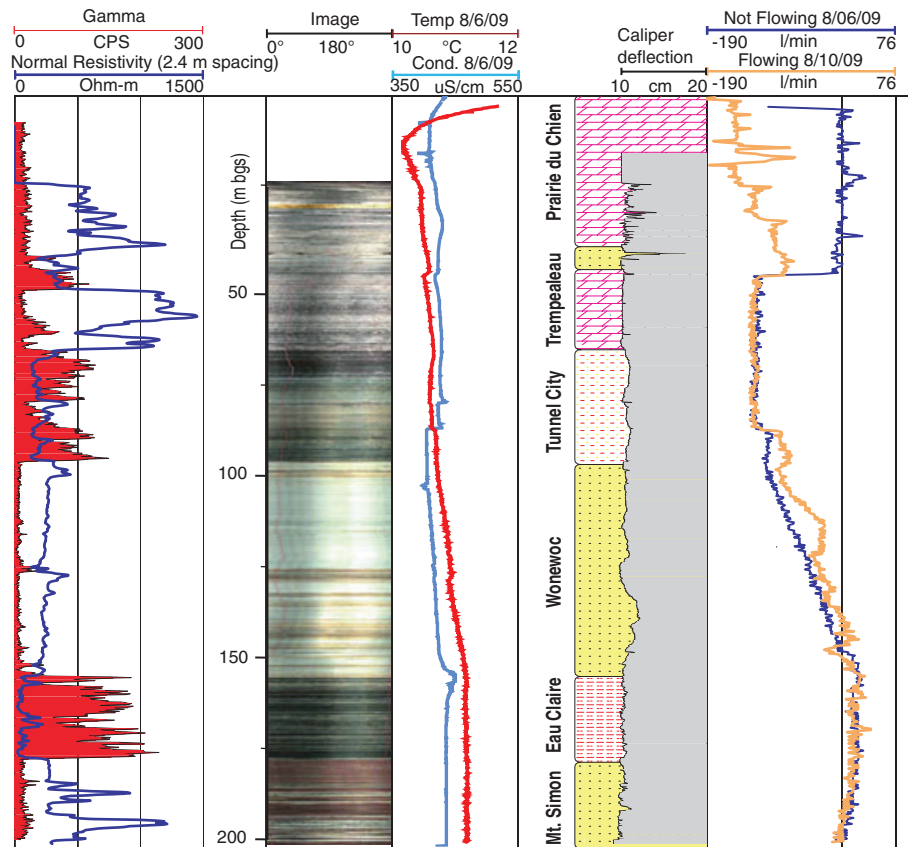 Gamma
0 CPS 300
Normal Resistivity (2.4 m spacing)
0 Ohm-m 1500
Image
0° 180°
Temp 8/6/09
10 °C 12
Cond. 8/6/09
350 uS/cm 550
Caliper
deflection
10 cm 20
Not Flowing 8/06/09
-190 l/min 76
Flowing 8/10/09
-190 l/min 76
Depth (m bgs)
50
100
150
200
Prairie du Chien
Trempealeau
Tunnel City
Wonewoc
Eau Claire
Mt. Simon